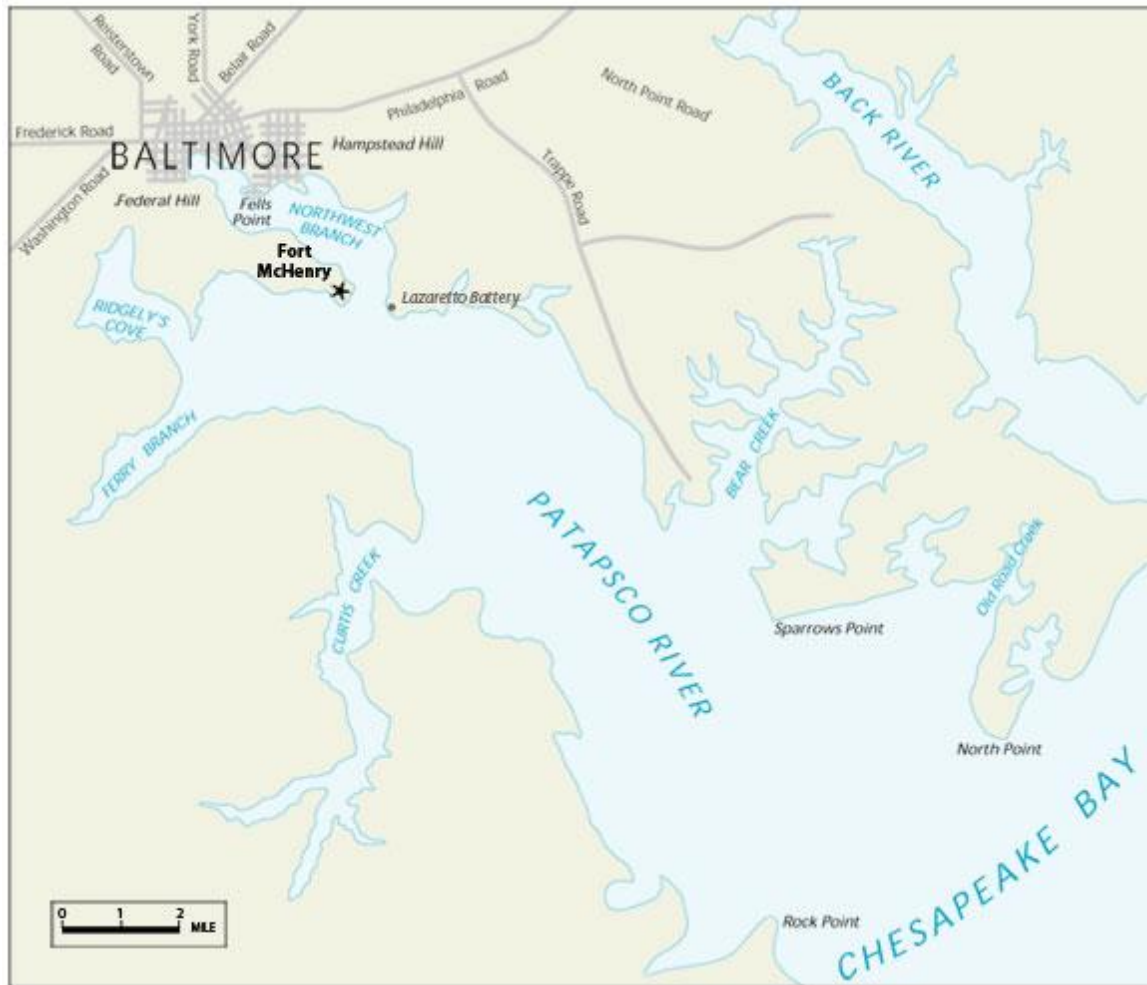 Reisterstown
Road
York Road
Belair Road
Philadelphia Road
North Point Road
Frederick Road
BALTIMORE
Hampstead Hill
Trappe Road
BACK RIVER
Washington Road
Federal Hill
Fells
Point
NORTHWEST
BRANCH
Fort
McHenry
Lazaretto Battery
RIDGELY'S
COVE
FERRY BRANCH
BEAR CREEK
PATAPSCO RIVER
CURTIS CREEK
Old Road Creek
Sparrows Point
North Point
CHESAPEAKE BAY
Rock Point
0 1 2
MILE